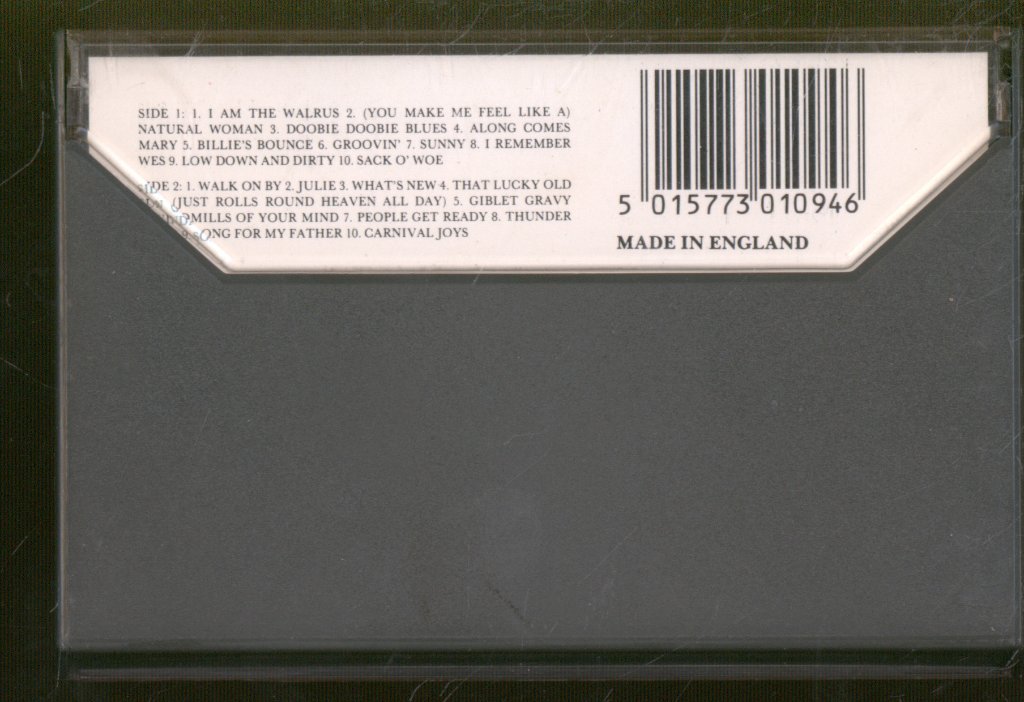 SIDE 1: 1. I AM THE WALRUS 2. (YOU MAKE ME FEEL LIKE A)
NATURAL WOMAN 3. DOOBIE DOOBIE BLUES 4. ALONG COMES
MARY 5. BILLIE'S BOUNCE 6. GROOVIN' 7. SUNNY 8. I REMEMBER
WES 9. LOW DOWN AND DIRTY 10. SACK O' WOE
SIDE 2: 1. WALK ON BY 2. JULIE 3. WHAT'S NEW 4. THAT LUCKY OLD
(JUST ROLLS ROUND HEAVEN ALL DAY) 5. GIBLET GRAVY
OF YOUR MIND 7. PEOPLE GET READY 8. THUNDER
SONG FOR MY FATHER 10. CARNIVAL JOYS
5 015773 010946
MADE IN ENGLAND